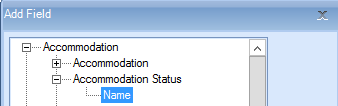 Add Field
Accommodation
Accommodation
Accommodation Status
Name